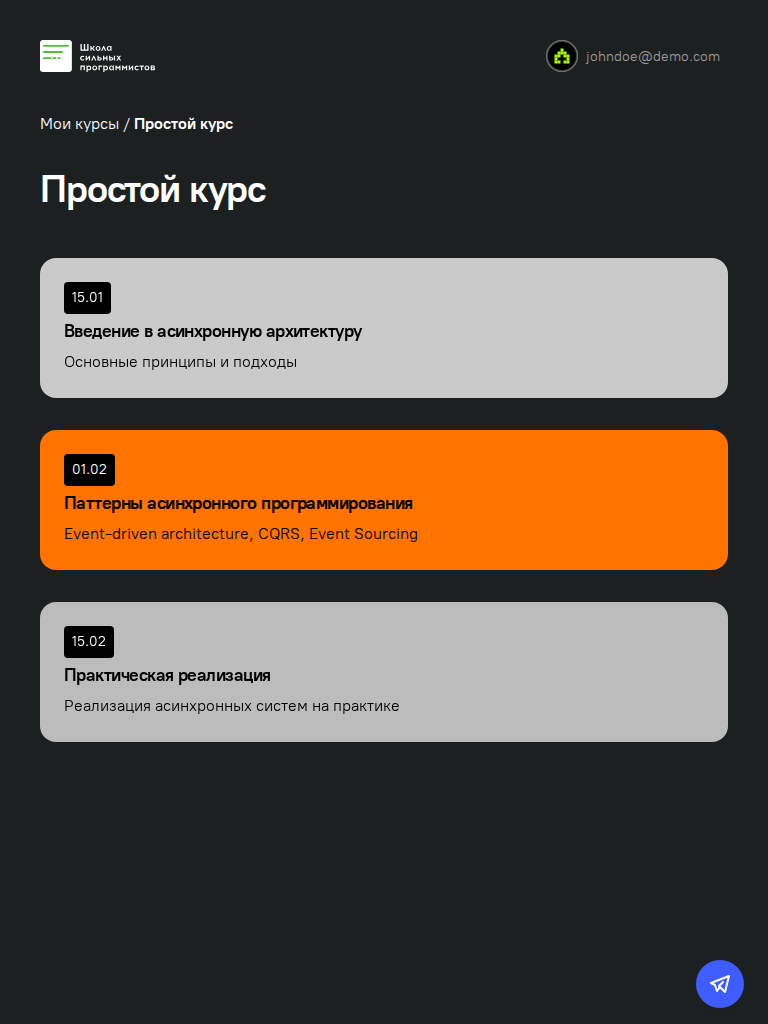 Школа
сильных
программистов
johndoe@demo.com
Мои курсы / Простой курс
Простой курс
15.01
Введение в асинхронную архитектуру
Основные принципы и подходы
01.02
Паттерны асинхронного программирования
Event-driven architecture, CQRS, Event Sourcing
15.02
Практическая реализация
Реализация асинхронных систем на практике